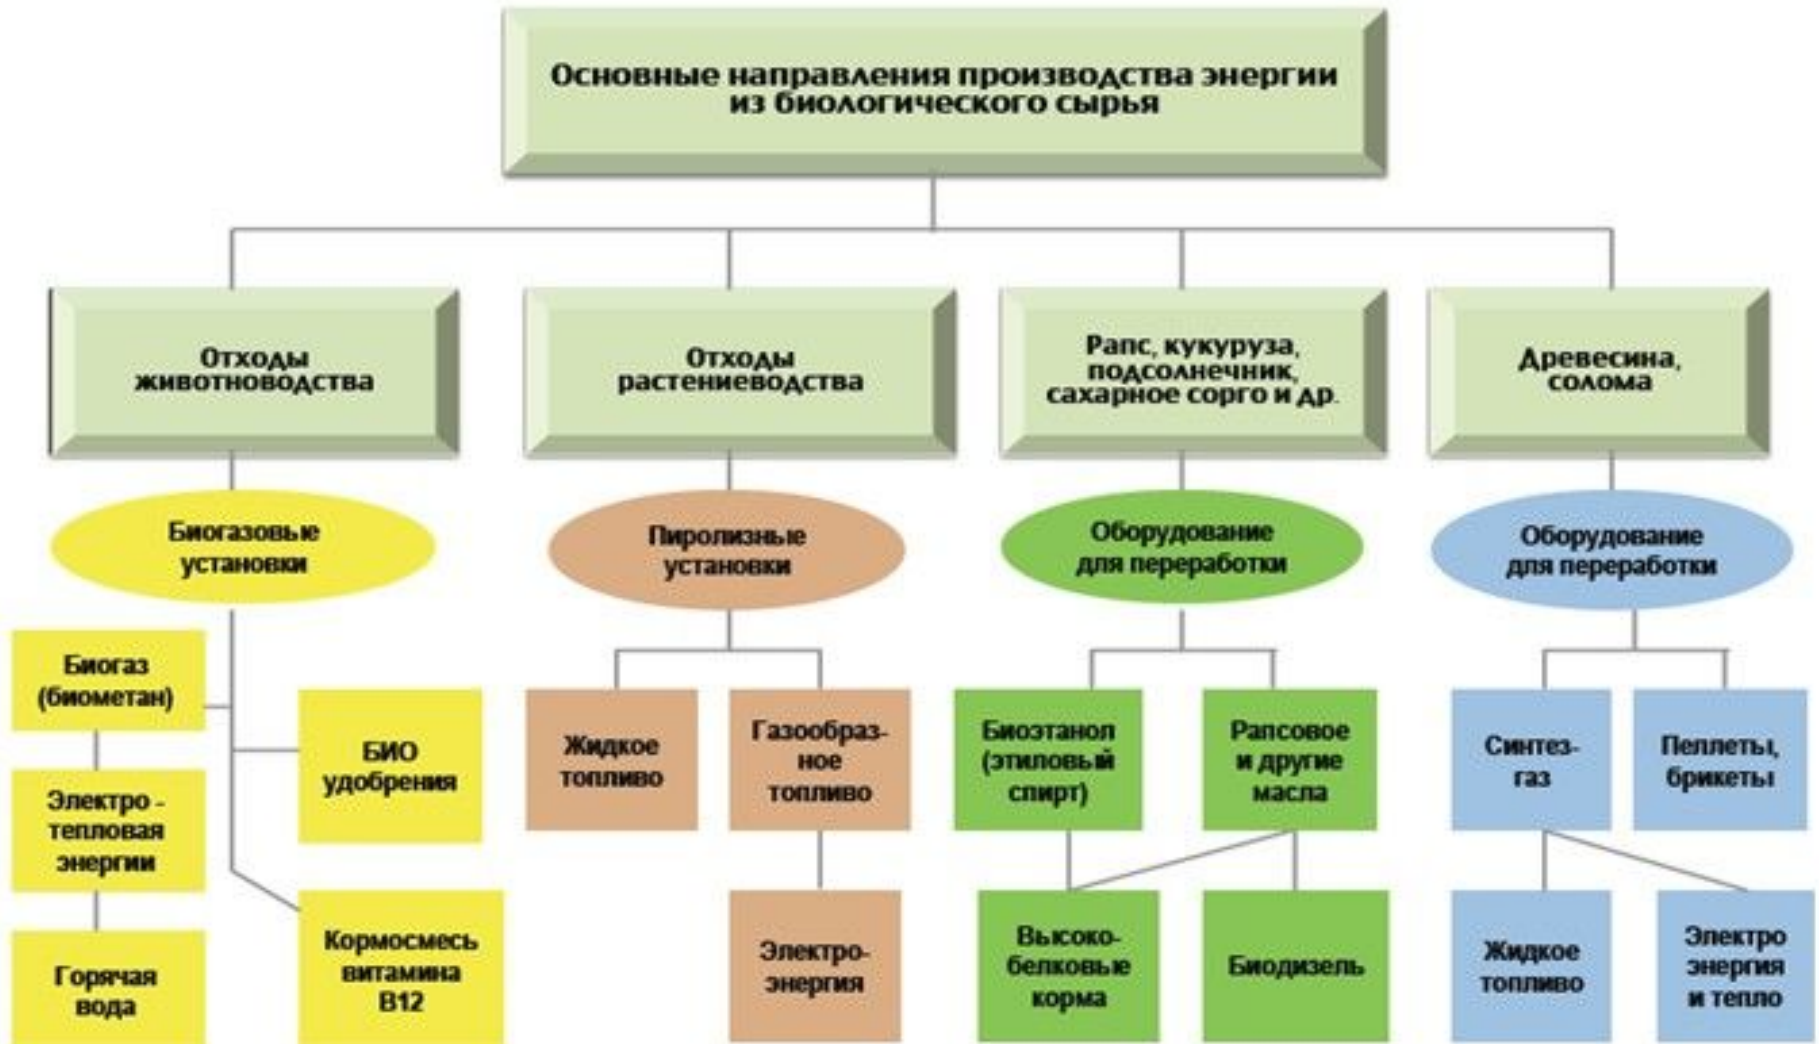 Основные направления производства энергии
из биологического сырья
Отходы
животноводства
Отходы
растениеводства
Рапс, кукуруза,
подсолнечник,
сахарное сорго и др.
Древесина,
солома
Биогазовые
установки
Пиролизные
установки
Оборудование
для переработки
Оборудование
для переработки
Биогаз
(биометан)
Электро -
тепловая
энергии
Горячая
вода
БИО
удобрения
Кормосмесь
витамина
В12
Жидкое
топливо
Газообраз-
ное
топливо
Электро-
энергия
Биоэтанол
(этиловый
спирт)
Рапсовое
и другие
масла
Высоко-
белковые
корма
Биодизель
Синтез-
газ
Пеллеты,
брикеты
Жидкое
топливо
Электро
энергия
и тепло